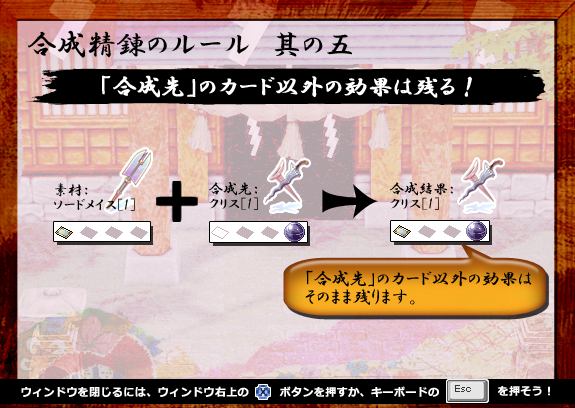 合成精錬のルール 其の五
「合成先」のカード以外の効果は残る！
素材：
ソードメイス[1]
合成先：
クリス[1]
合成結果：
クリス[1]
「合成先」のカード以外の効果は
そのまま残ります。
ウィンドウを閉じるには、ウィンドウ右上の ボタンを押すか、キーボードの Esc を押そう！